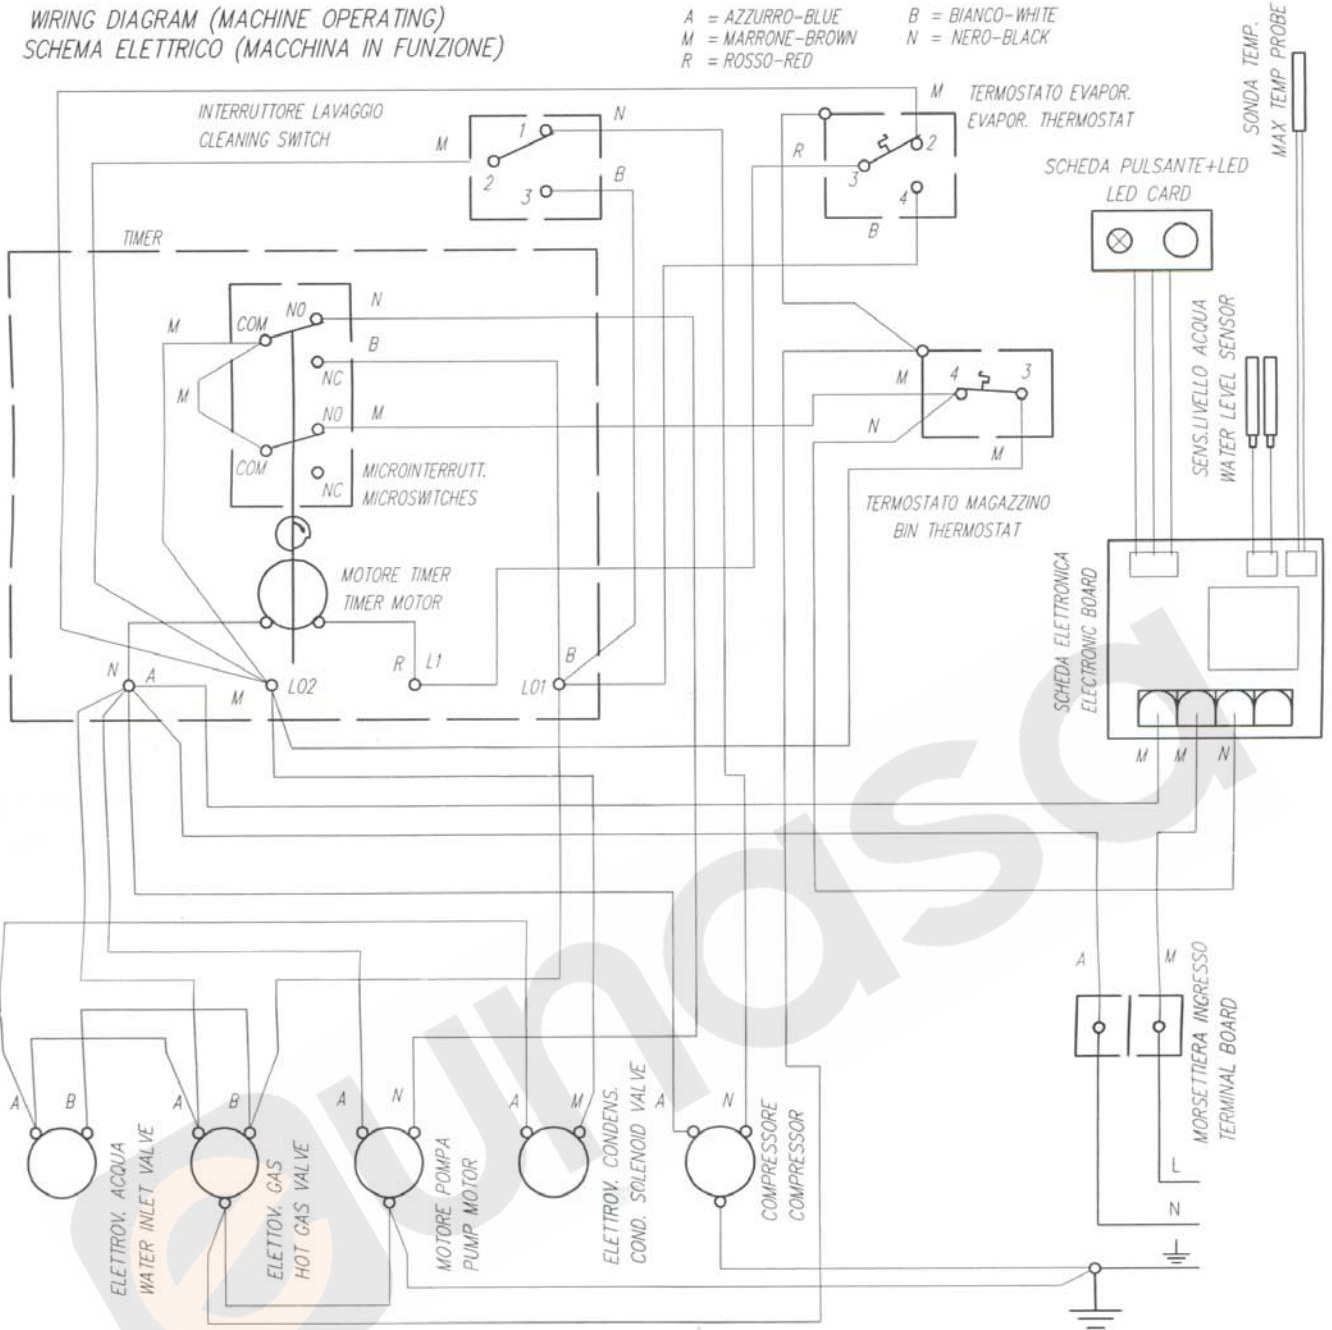 WIRING DIAGRAM (MACHINE OPERATING)
SCHEMA ELETTRICO (MACCHINA IN FUNZIONE)
A = AZZURRO-BLUE
B = BIANCO-WHITE
M = MARRONE-BROWN
N = NERO-BLACK
R = ROSSO-RED
INTERRUTTORE LAVAGGIO
CLEANING SWITCH
M
1
2
3
N
B
M
TERMOSTATO EVAPOR.
EVAPOR. THERMOSTAT
R
2
3
4
B
SONDA TEMP.
MAX TEMP PROBE
SCHEDA PULSANTE+LED
LED CARD
TIMER
M
COM
NO
N
B
NC
M
NO
M
COM
NC
MICROINTERRUTT.
MICROSWITCHES
M
4
3
N
M
TERMOSTATO MAGAZZINO
BIN THERMOSTAT
SENS.LIVELLO ACQUA
WATER LEVEL SENSOR
MOTORE TIMER
TIMER MOTOR
SCHEDA ELETTRONICA
ELECTRONIC BOARD
N
A
M
LO2
R
L1
LO1
B
M
M
N
A
M
MORSETTIERA INGRESSO
TERMINAL BOARD
L
N
A
B
ELETTROV. ACQUA
WATER INLET VALVE
A
B
ELETTOV. GAS
HOT GAS VALVE
A
N
MOTORE POMPA
PUMP MOTOR
A
M
ELETTROV. CONDENS.
COND. SOLENOID VALVE
A
N
COMPRESSORE
COMPRESSOR
eunasa